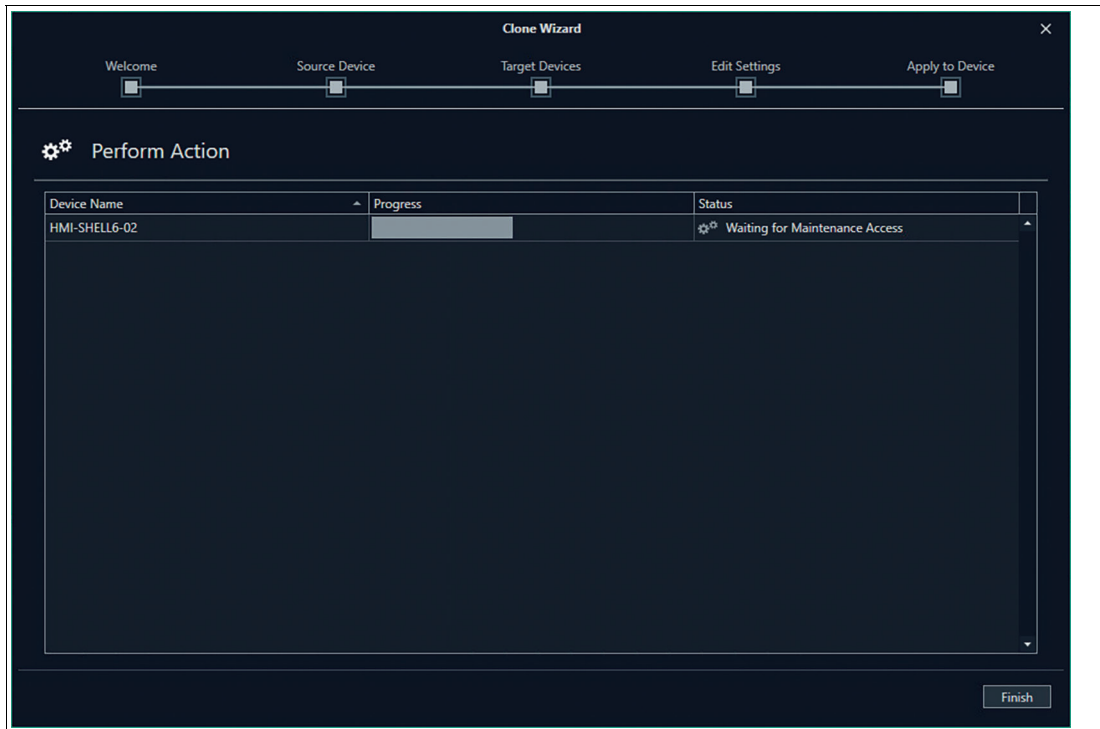 Clone Wizard
Welcome Source Device Target Devices Edit Settings Apply to Device
Perform Action
Device Name Progress Status
HMI-SHELL6-02 Waiting for Maintenance Access
Finish